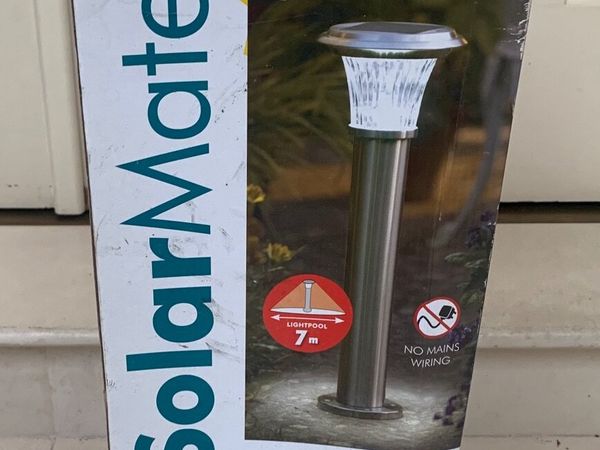 SolarMate
LIGHTPOOL
7m
NO MAINS
WIRING